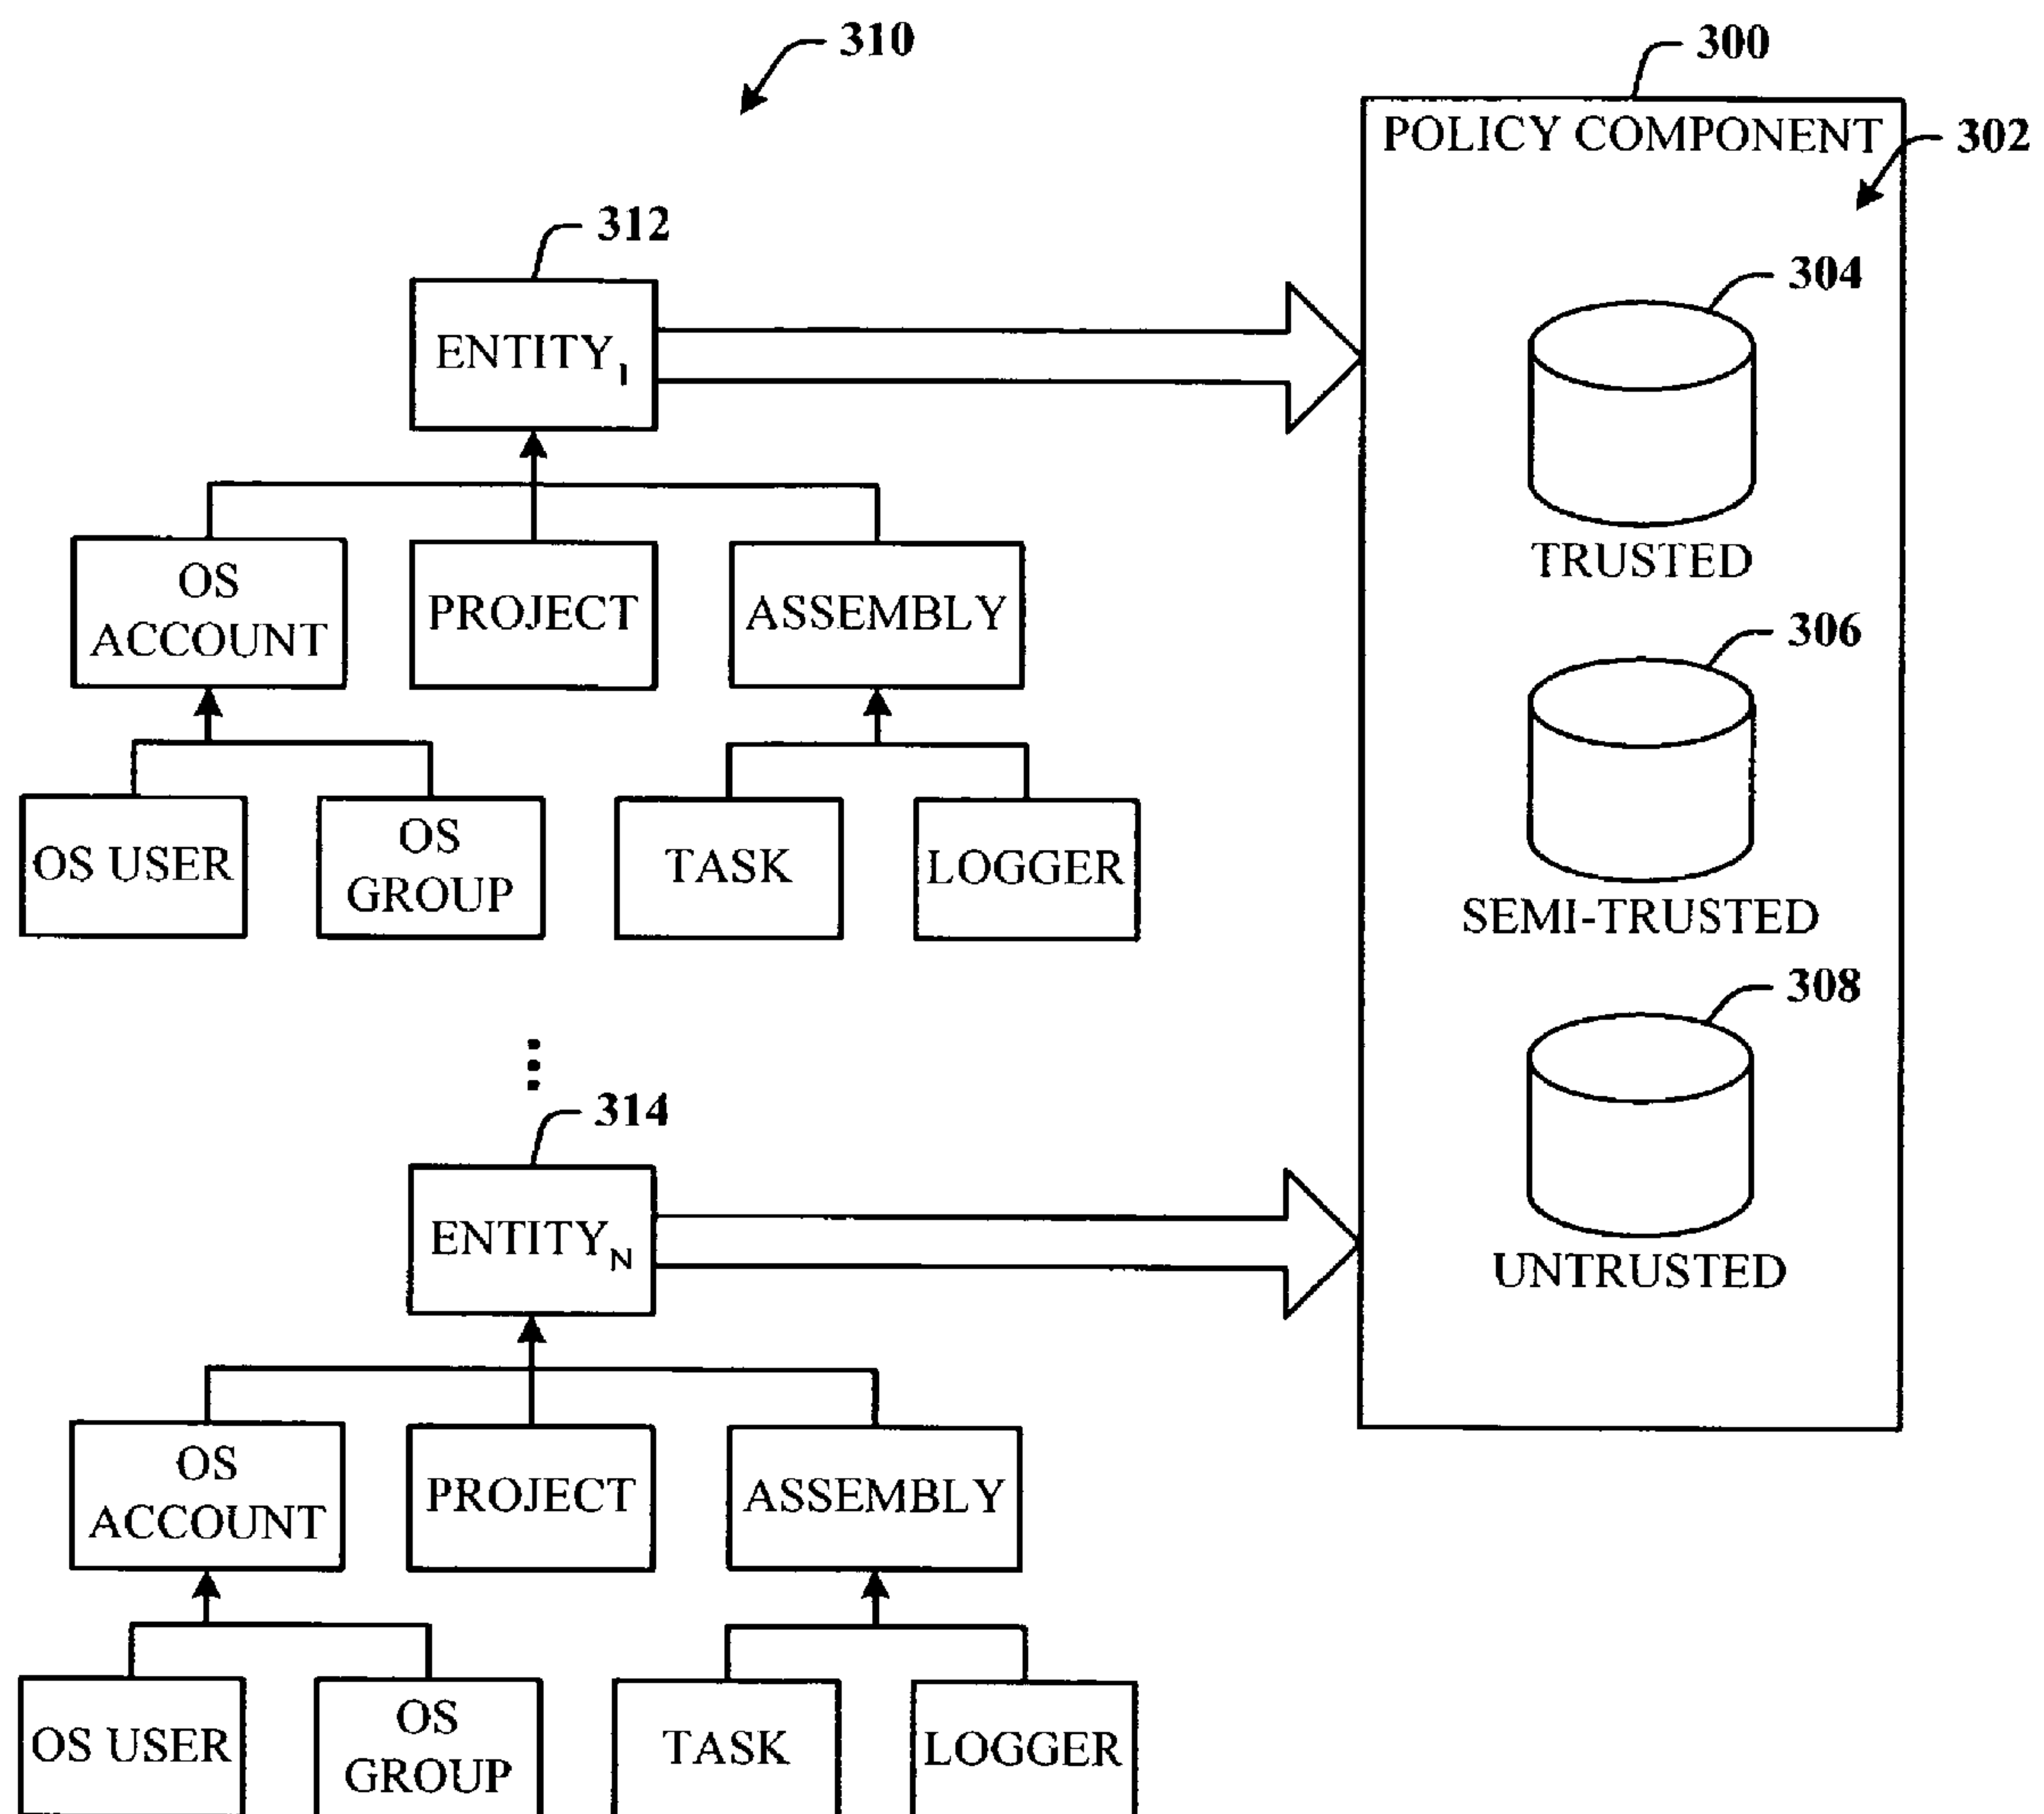 310
300
POLICY COMPONENT
302
312
304
ENTITY1
TRUSTED
OS
ACCOUNT
PROJECT
ASSEMBLY
306
OS USER
OS
GROUP
TASK
LOGGER
SEMI-TRUSTED
308
314
ENTITYN
UNTRUSTED
OS
ACCOUNT
PROJECT
ASSEMBLY
OS USER
OS
GROUP
TASK
LOGGER